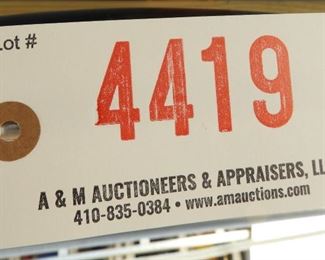 Lot #
4419
A & M AUCTIONEERS & APPRAISERS, LL
410-835-0384 • www.amauctions.com